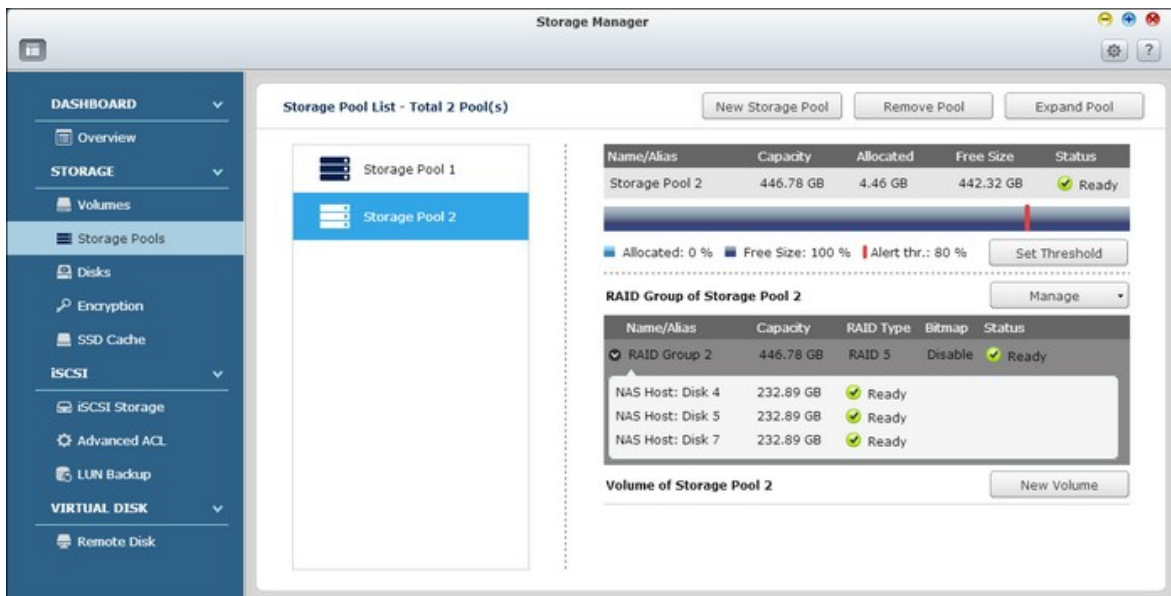 Storage Manager
?
DASHBOARD
Overview
STORAGE
Volumes
Storage Pools
Disks
Encryption
SSD Cache
iSCSI
iSCSI Storage
Advanced ACL
LUN Backup
VIRTUAL DISK
Remote Disk
Storage Pool List - Total 2 Pool(s)
New Storage Pool Remove Pool Expand Pool
Storage Pool 1
Storage Pool 2
Name/Alias Capacity Allocated Free Size Status
Storage Pool 2 446.78 GB 4.46 GB 442.32 GB Ready
Allocated: 0 % Free Size: 100 % Alert thr.: 80 % Set Threshold
RAID Group of Storage Pool 2 Manage
Name/Alias Capacity RAID Type Bitmap Status
RAID Group 2 446.78 GB RAID 5 Disable Ready
NAS Host: Disk 4 232.89 GB Ready
NAS Host: Disk 5 232.89 GB Ready
NAS Host: Disk 7 232.89 GB Ready
Volume of Storage Pool 2 New Volume